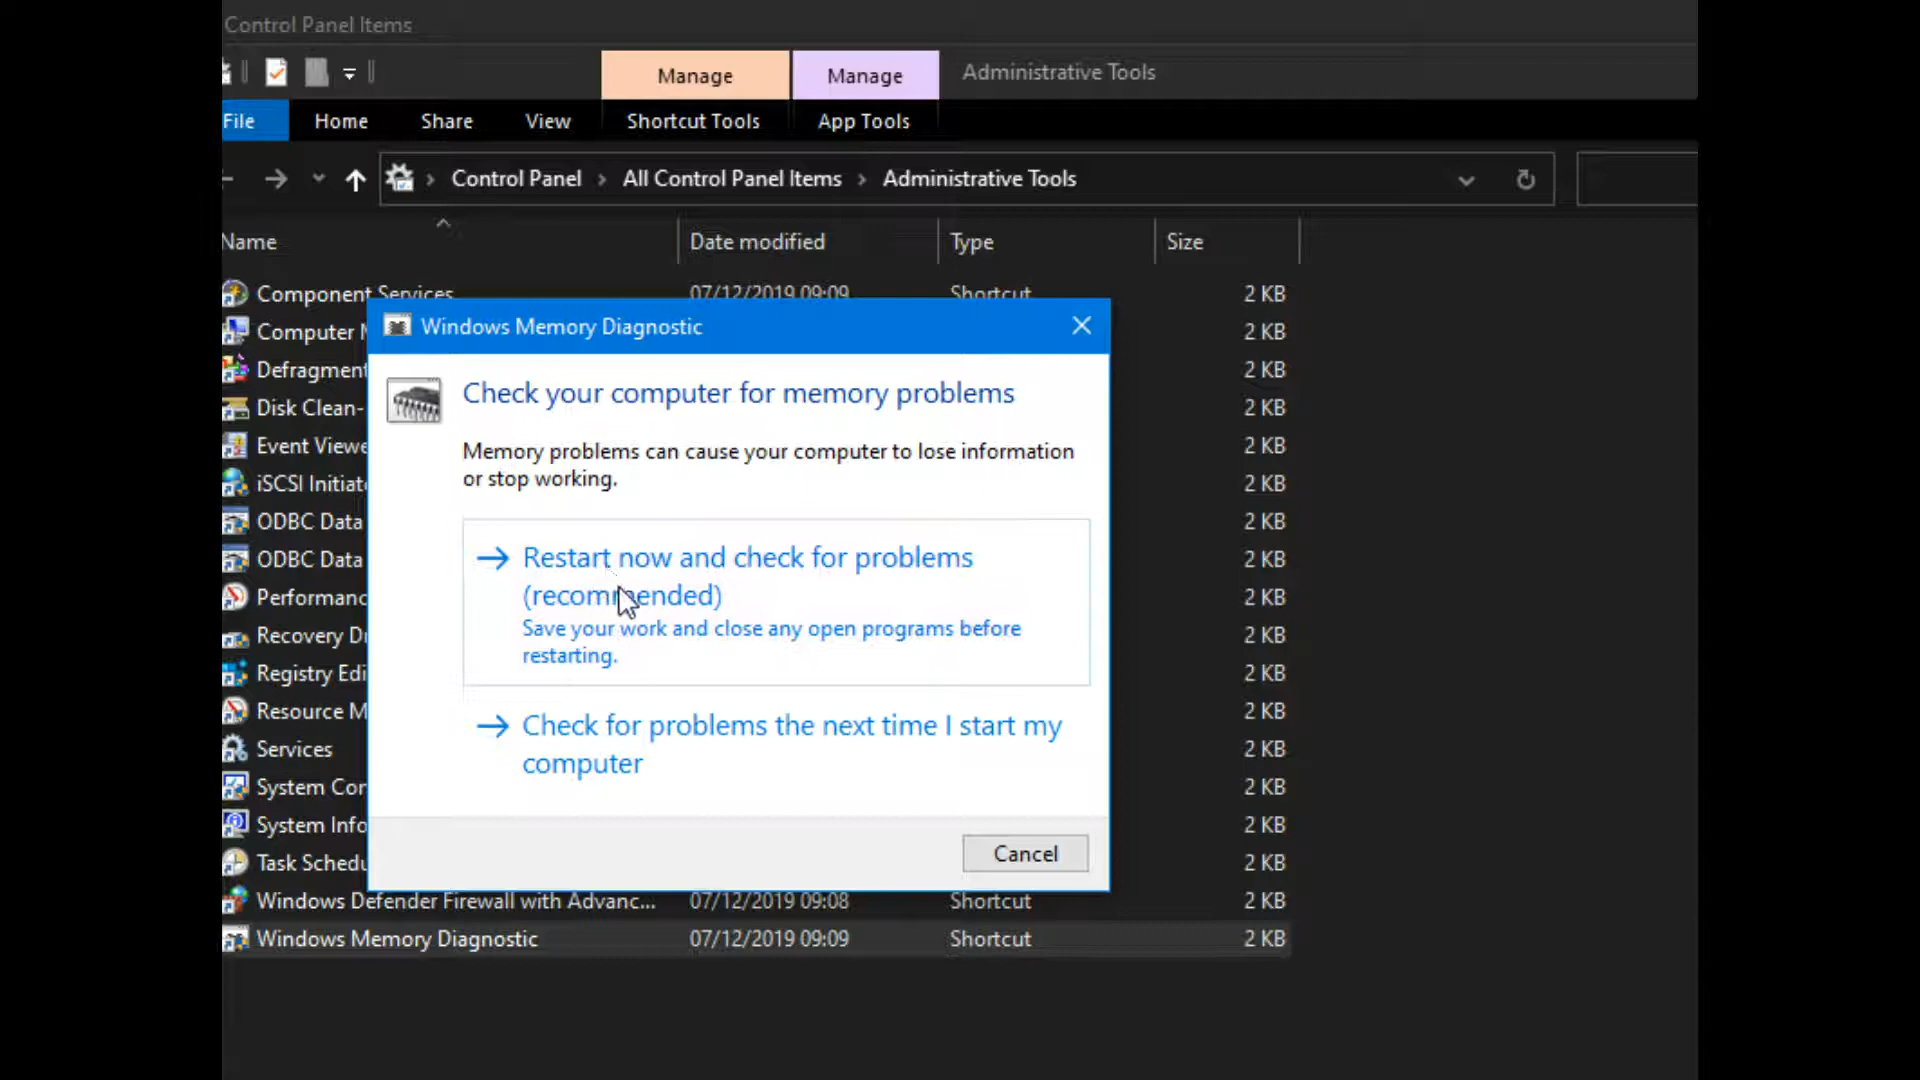 Control Panel Items
Manage Manage Administrative Tools
File Home Share View Shortcut Tools App Tools
Control Panel All Control Panel Items Administrative Tools
Name Date modified Type Size
Component Services 07/12/2019 09:09 Shortcut 2 KB
Computer 2 KB
Defragment 2 KB
Disk Clean- 2 KB
Event Viewe 2 KB
iSCSI Initiat 2 KB
ODBC Data 2 KB
ODBC Data 2 KB
Performanc 2 KB
Recovery D 2 KB
Registry Edi 2 KB
Resource M 2 KB
Services 2 KB
System Con 2 KB
System Info 2 KB
Task Schedu 2 KB
Windows Defender Firewall with Advanc... 07/12/2019 09:08 Shortcut 2 KB
Windows Memory Diagnostic 07/12/2019 09:09 Shortcut 2 KB
Windows Memory Diagnostic
Check your computer for memory problems
Memory problems can cause your computer to lose information
or stop working.
Restart now and check for problems
(recommended)
Save your work and close any open programs before
restarting.
Check for problems the next time I start my
computer
Cancel